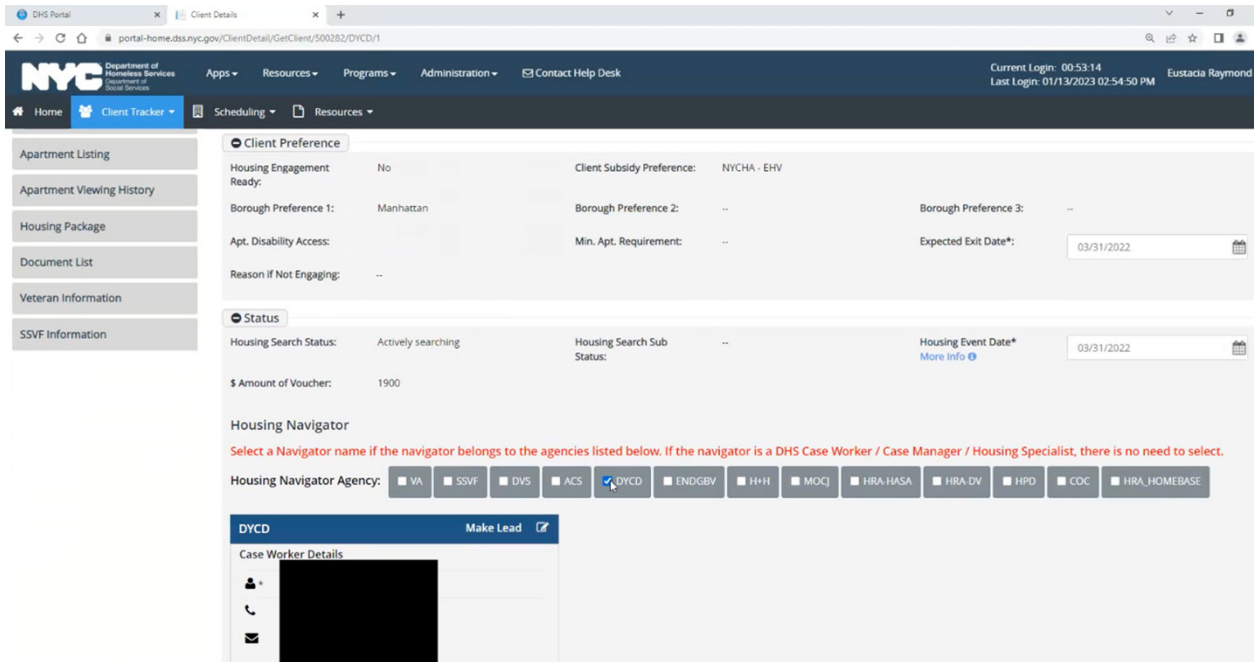 DHS Portal
Client Details
portal-home.dss.nyc.gov/ClientDetail/GetClient/500282/DYCD/1
NYC Department of Homeless Services Department of Social Services
Apps Resources Programs Administration Contact Help Desk
Current Login: 00:53:14
Last Login: 01/13/2023 02:54:50 PM
Eustacia Raymond
Home Client Tracker Scheduling Resources
Apartment Listing
Apartment Viewing History
Housing Package
Document List
Veteran Information
SSVF Information
Client Preference
Housing Engagement Ready: No Client Subsidy Preference: NYCHA - EHV
Borough Preference 1: Manhattan Borough Preference 2: -- Borough Preference 3: --
Apt. Disability Access: Min. Apt. Requirement: -- Expected Exit Date*: 03/31/2022
Reason if Not Engaging: --
Status
Housing Search Status: Actively searching Housing Search Sub Status: -- Housing Event Date* More Info 03/31/2022
$ Amount of Voucher: 1900
Housing Navigator
Select a Navigator name if the navigator belongs to the agencies listed below. If the navigator is a DHS Case Worker / Case Manager / Housing Specialist, there is no need to select.
Housing Navigator Agency: VA SSVF DVS ACS DYCD ENDGBV H+H MOCJ HRA-HASA HRA-DV HPD COC HRA_HOMEBASE
DYCD Make Lead
Case Worker Details
*